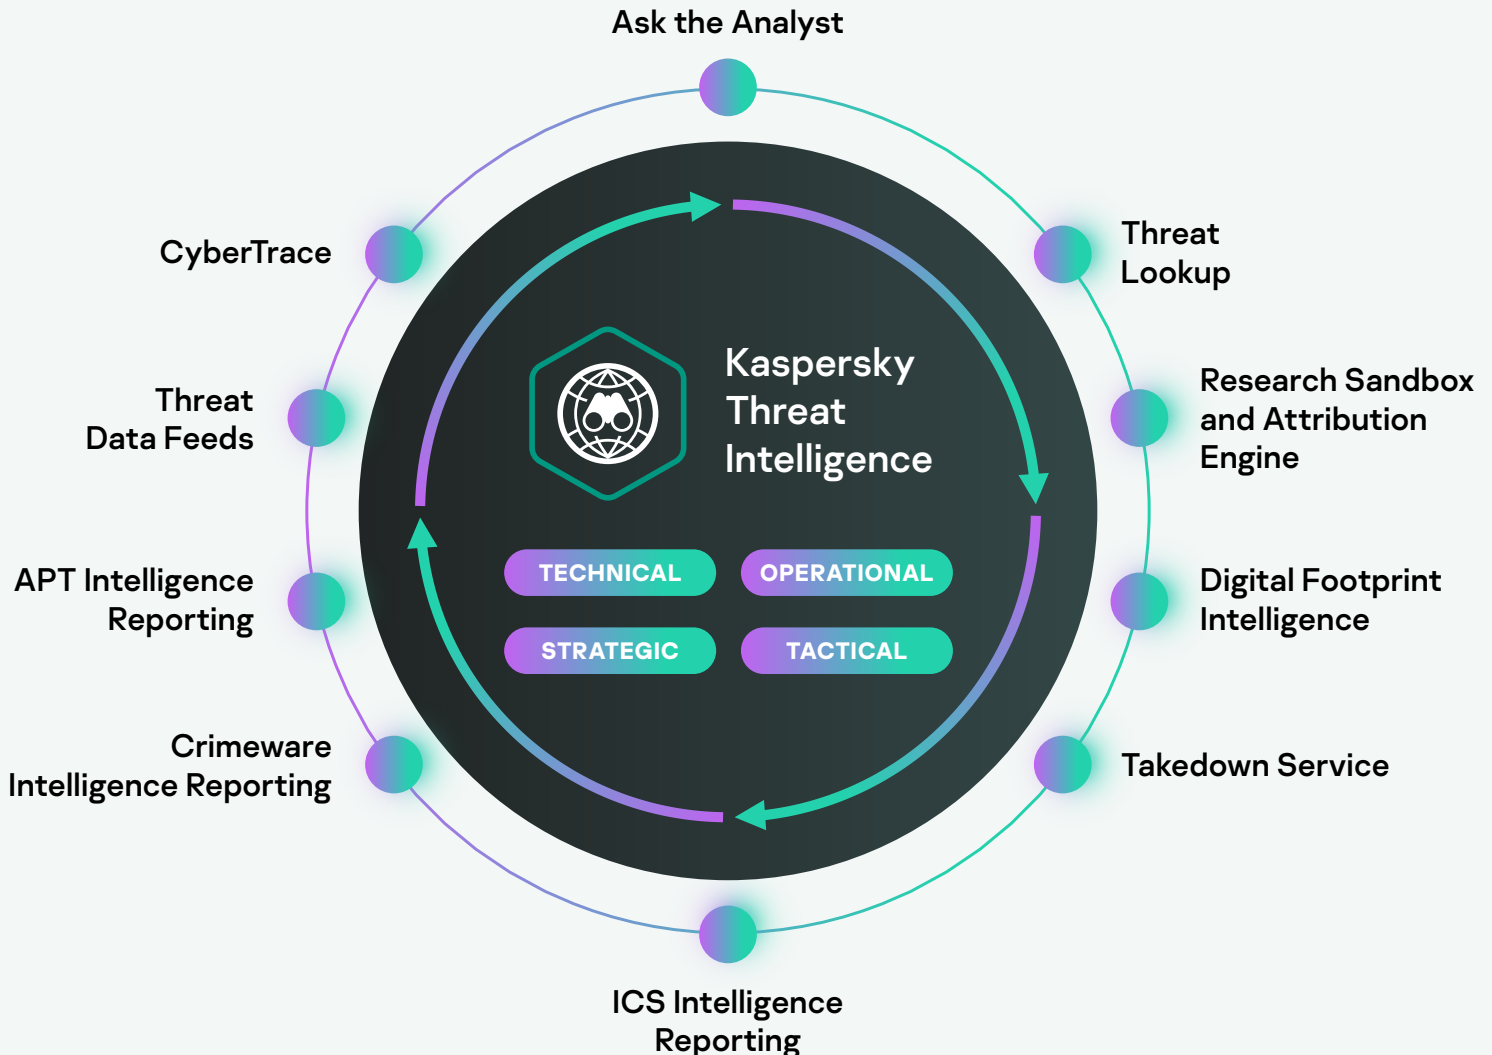 Ask the Analyst
CyberTrace
Threat
Lookup
Threat
Data Feeds
Kaspersky
Threat
Intelligence
Research Sandbox
and Attribution
Engine
APT Intelligence
Reporting
TECHNICAL
OPERATIONAL
STRATEGIC
TACTICAL
Digital Footprint
Intelligence
Crimeware
Intelligence Reporting
Takedown Service
ICS Intelligence
Reporting